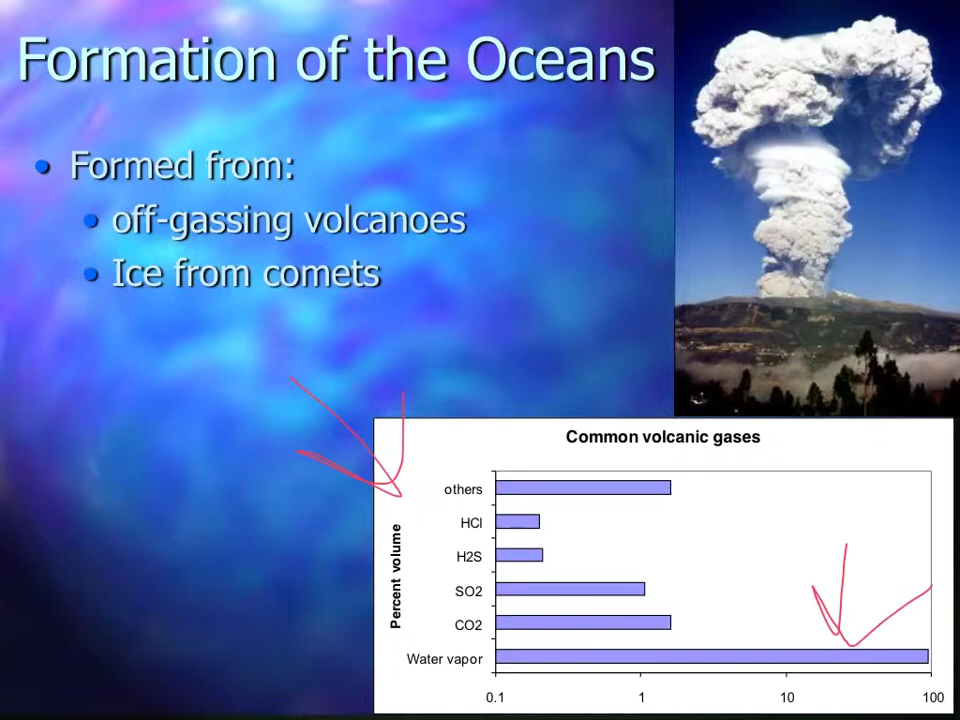 Formation of the Oceans
• Formed from:
• off-gassing volcanoes
• Ice from comets
Common volcanic gases
Percent volume
others
HCl
H2S
SO2
CO2
Water vapor
0.1 1 10 100